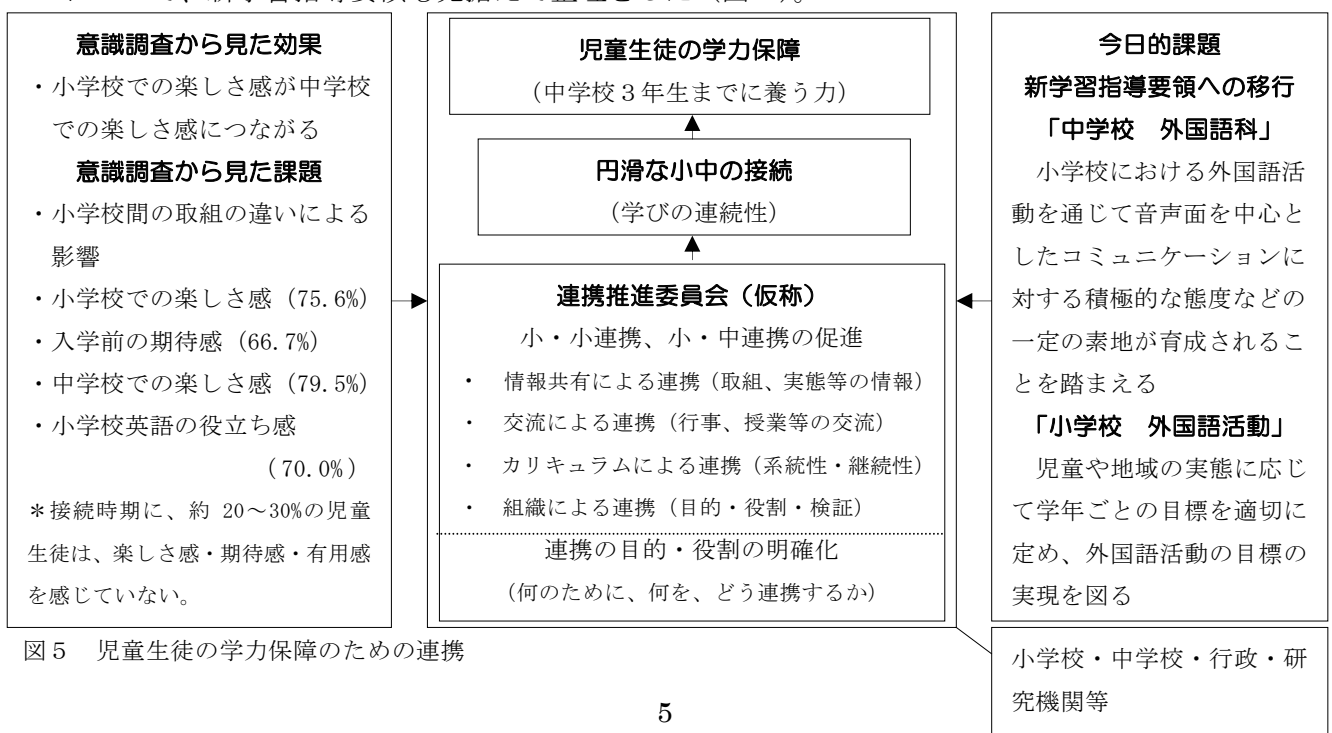 意識調査から見た効果
・小学校での楽しさ感が中学校
での楽しさ感につながる
意識調査から見た課題
・小学校間の取組の違いによる
影響
・小学校での楽しさ感(75.6%)
・入学前の期待感(66.7%)
・中学校での楽しさ感(79.5%)
・小学校英語の役立ち感
(70.0%)
*接続時期に、約 20~30%の児童
生徒は、楽しさ感・期待感・有用感
を感じていない。
児童生徒の学力保障
(中学校3年生までに養う力)
円滑な小中の接続
(学びの連続性)
連携推進委員会(仮称)
小・小連携、小・中連携の促進
・ 情報共有による連携(取組、実態等の情報)
・ 交流による連携(行事、授業等の交流)
・ カリキュラムによる連携(系統性・継続性)
・ 組織による連携(目的・役割・検証)
連携の目的・役割の明確化
(何のために、何を、どう連携するか)
今日的課題
新学習指導要領への移行
「中学校 外国語科」
小学校における外国語活
動を通じて音声面を中心と
したコミュニケーションに
対する積極的な態度などの
一定の素地が育成されるこ
とを踏まえる
「小学校 外国語活動」
児童や地域の実態に応じ
て学年ごとの目標を適切に
定め、外国語活動の目標の
実現を図る
小学校・中学校・行政・研
究機関等
図5 児童生徒の学力保障のための連携
5